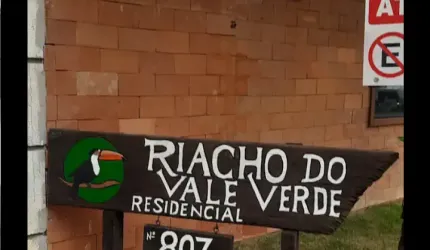 RIACHO DO
VALE VERDE
RESIDENCIAL
Nº 807
E